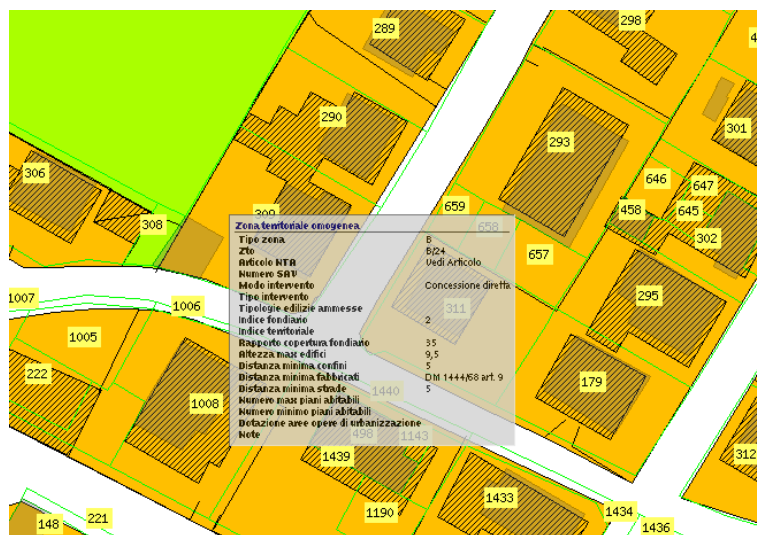 289
298
290
293
301
306
646
647
659
458
645
308
309
658
302
657
Zona territoriale omogenea
Tipo zona B
Zto B/24
Articolo NTA Vedi Articolo
Numero SAV
Modo intervento Concessione diretta
Tipo intervento
Tipologie edilizie ammesse
Indice fondiario 2
Indice territoriale
Rapporto copertura fondiario 35
Altezza max edifici 9,5
Distanza minima confini 5
Distanza minima fabbricati DM 1444/68 art. 9
Distanza minima strade 5
Numero max piani abitabili
Numero minimo piani abitabili
Dotazione aree opere di urbanizzazione
Note
295
1007
1006
311
1005
222
179
1440
1008
498
1143
1439
312
1433
1190
1434
221
148
1436